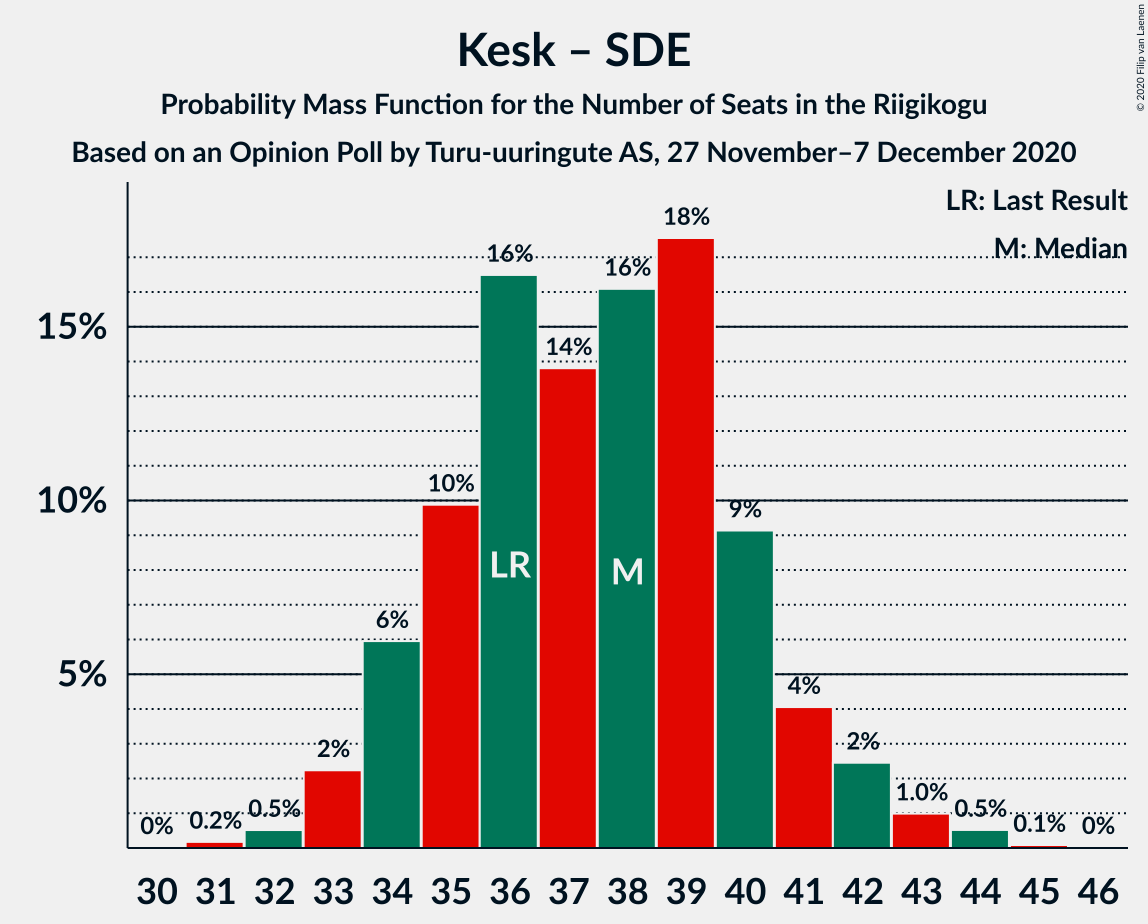 Kesk – SDE
Probability Mass Function for the Number of Seats in the Riigikogu
Based on an Opinion Poll by Turu-uuringute AS, 27 November–7 December 2020
© 2020 Filip van Laenen
LR: Last Result
M: Median
15%
10%
5%
0% 0.2% 0.5% 2% 6% 10% 16% 14% 16% 18% 9% 4% 2% 1.0% 0.5% 0.1% 0%
LR M
30 31 32 33 34 35 36 37 38 39 40 41 42 43 44 45 46